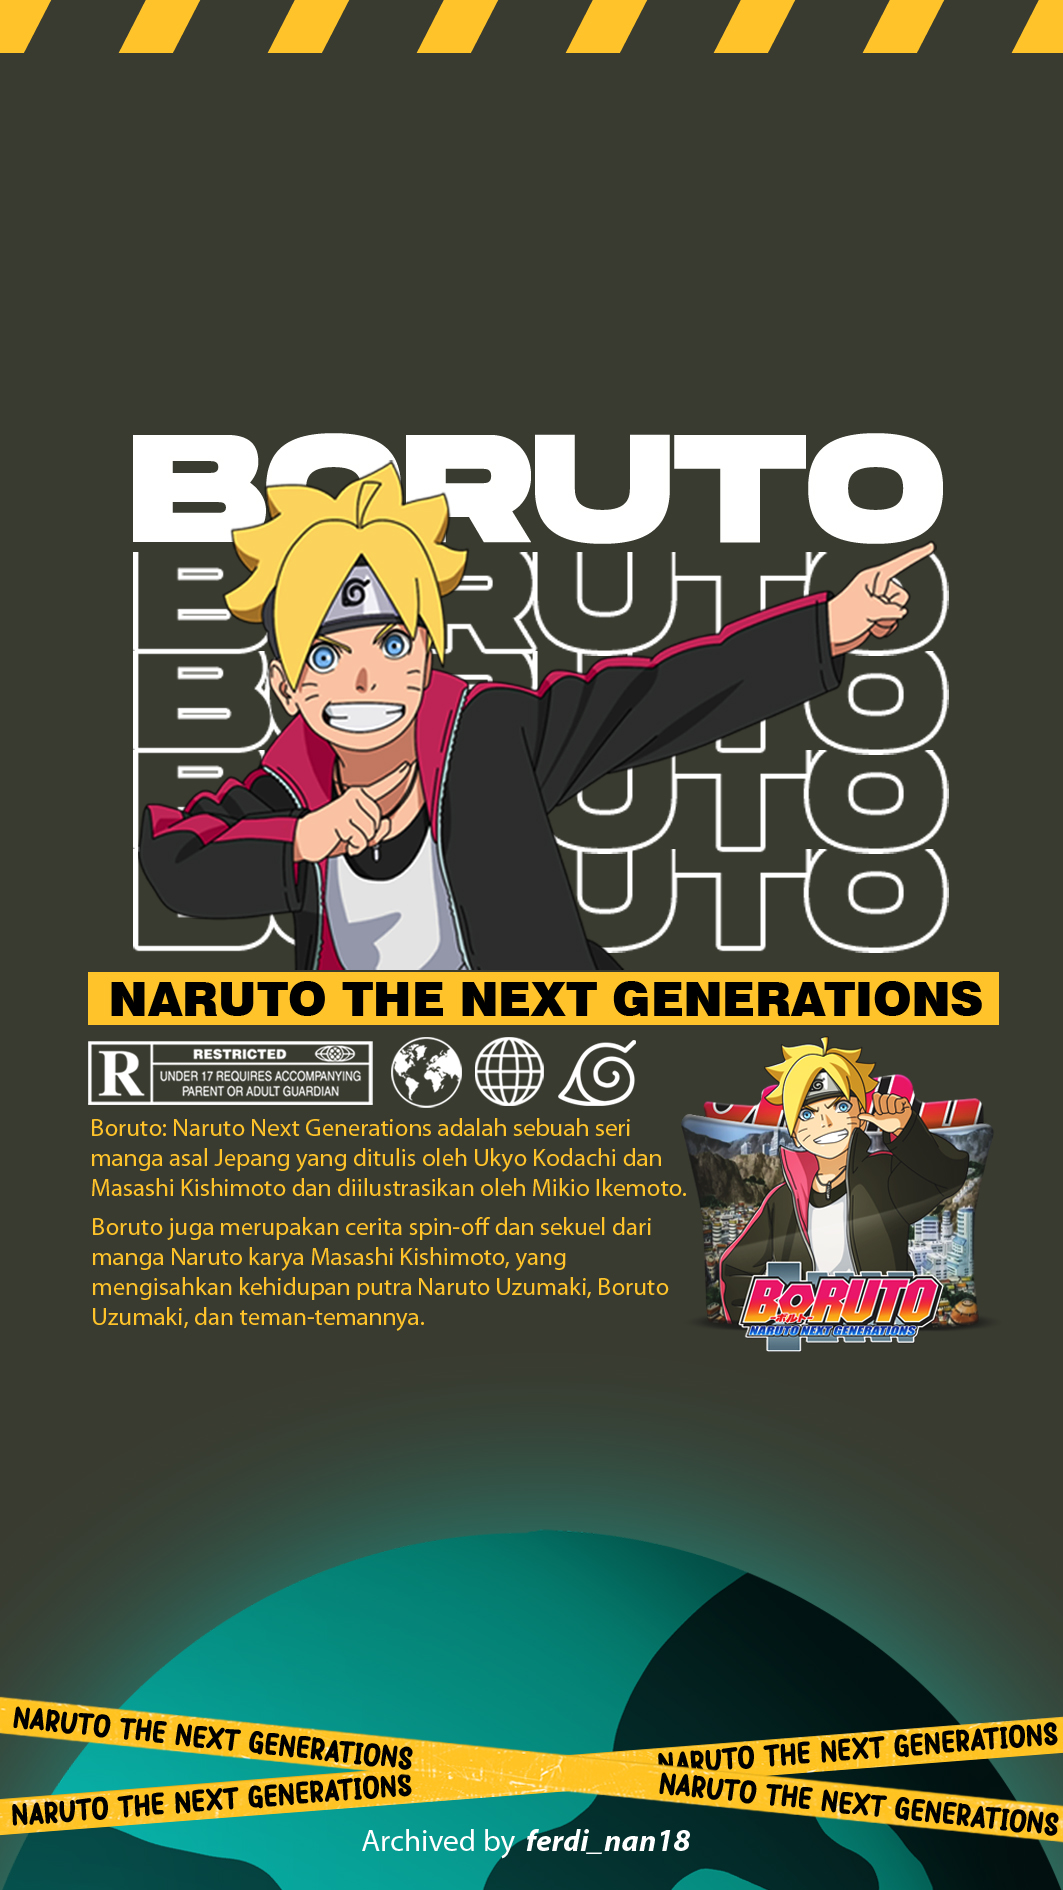 BORUTO
BORUTO
BORUTO
BORUTO
BORUTO
NARUTO THE NEXT GENERATIONS
R
RESTRICTED
UNDER 17 REQUIRES ACCOMPANYING
PARENT OR ADULT GUARDIAN
Boruto: Naruto Next Generations adalah sebuah seri
manga asal Jepang yang ditulis oleh Ukyo Kodachi dan
Masashi Kishimoto dan diilustrasikan oleh Mikio Ikemoto.
Boruto juga merupakan cerita spin-off dan sekuel dari
manga Naruto karya Masashi Kishimoto, yang
mengisahkan kehidupan putra Naruto Uzumaki, Boruto
Uzumaki, dan teman-temannya.
BORUTO
-ボルト-
NARUTO NEXT GENERATIONS
NARUTO THE NEXT GENERATIONS
NARUTO THE NEXT GENERATIONS
NARUTO THE NEXT GENERATIONS
NARUTO THE NEXT GENERATIONS
Archived by ferdi_nan18